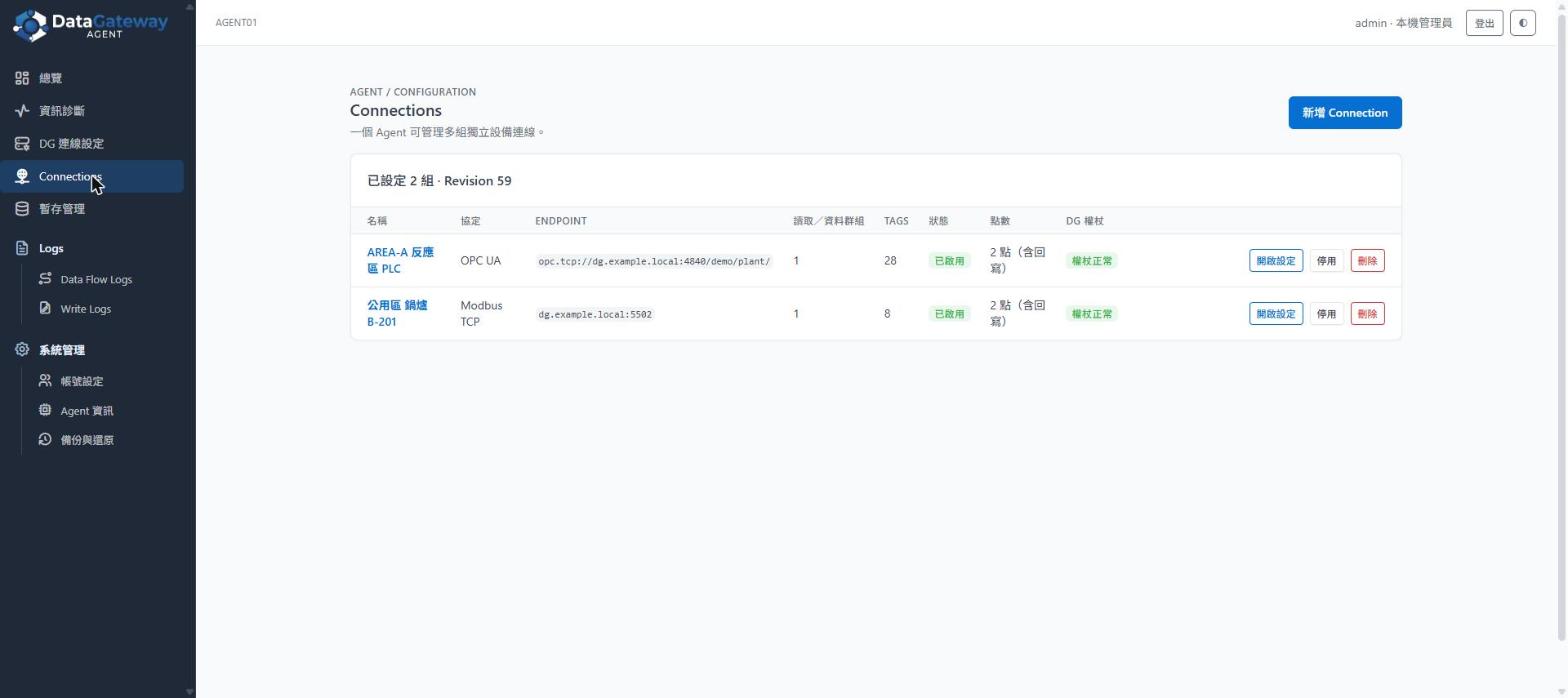 DataGateway
AGENT
AGENT01
admin · 本機管理員
登出
總覽
資訊診斷
DG 連線設定
Connections
暫存管理
Logs
Data Flow Logs
Write Logs
系統管理
帳號設定
Agent 資訊
備份與還原
AGENT / CONFIGURATION
Connections
一個 Agent 可管理多組獨立設備連線。
新增 Connection
已設定 2 組 · Revision 59
名稱 協定 ENDPOINT 讀取／資料群組 TAGS 狀態 點數 DG 權杖
AREA-A 反應
區 PLC
OPC UA
opc.tcp://dg.example.local:4840/demo/plant/
1
28
已啟用
2 點（含回
寫）
權杖正常
開啟設定 停用 刪除
公用區 鍋爐
B-201
Modbus
TCP
dg.example.local:5502
1
8
已啟用
2 點（含回
寫）
權杖正常
開啟設定 停用 刪除